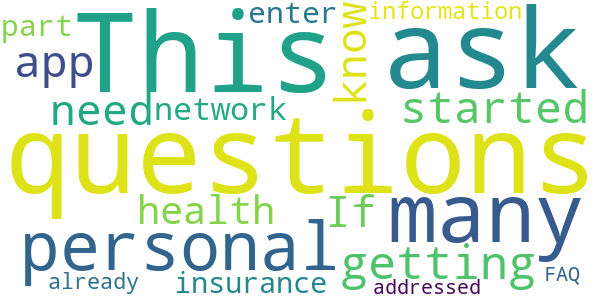 part
This
enter
know
information
ask
app
need
network
started
questions
health
If
many
personal
getting
already
insurance
addressed
FAQ